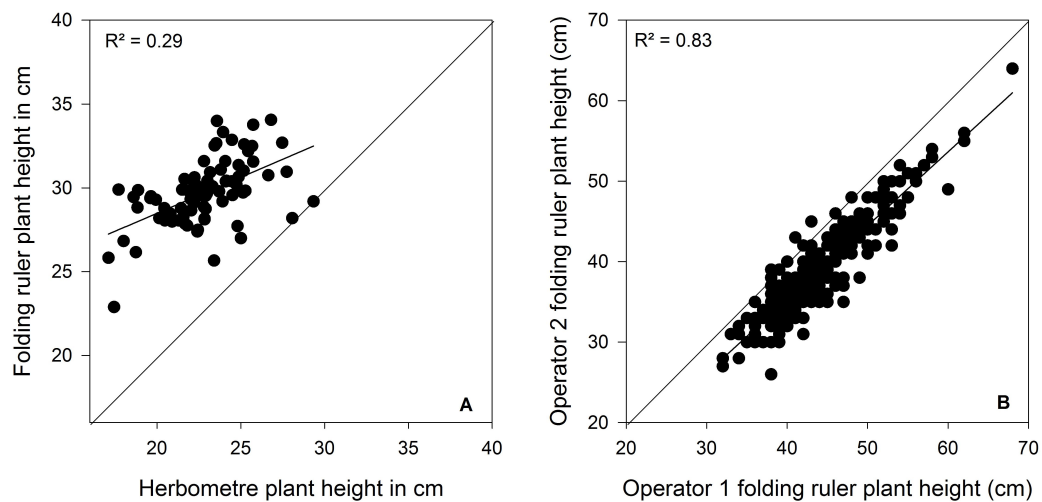 40
R² = 0.29
35
30
25
20
Folding ruler plant height in cm
A
20 25 30 35 40
Herbometre plant height in cm
70
R² = 0.83
60
50
40
30
20
Operator 2 folding ruler plant height (cm)
B
20 30 40 50 60 70
Operator 1 folding ruler plant height (cm)